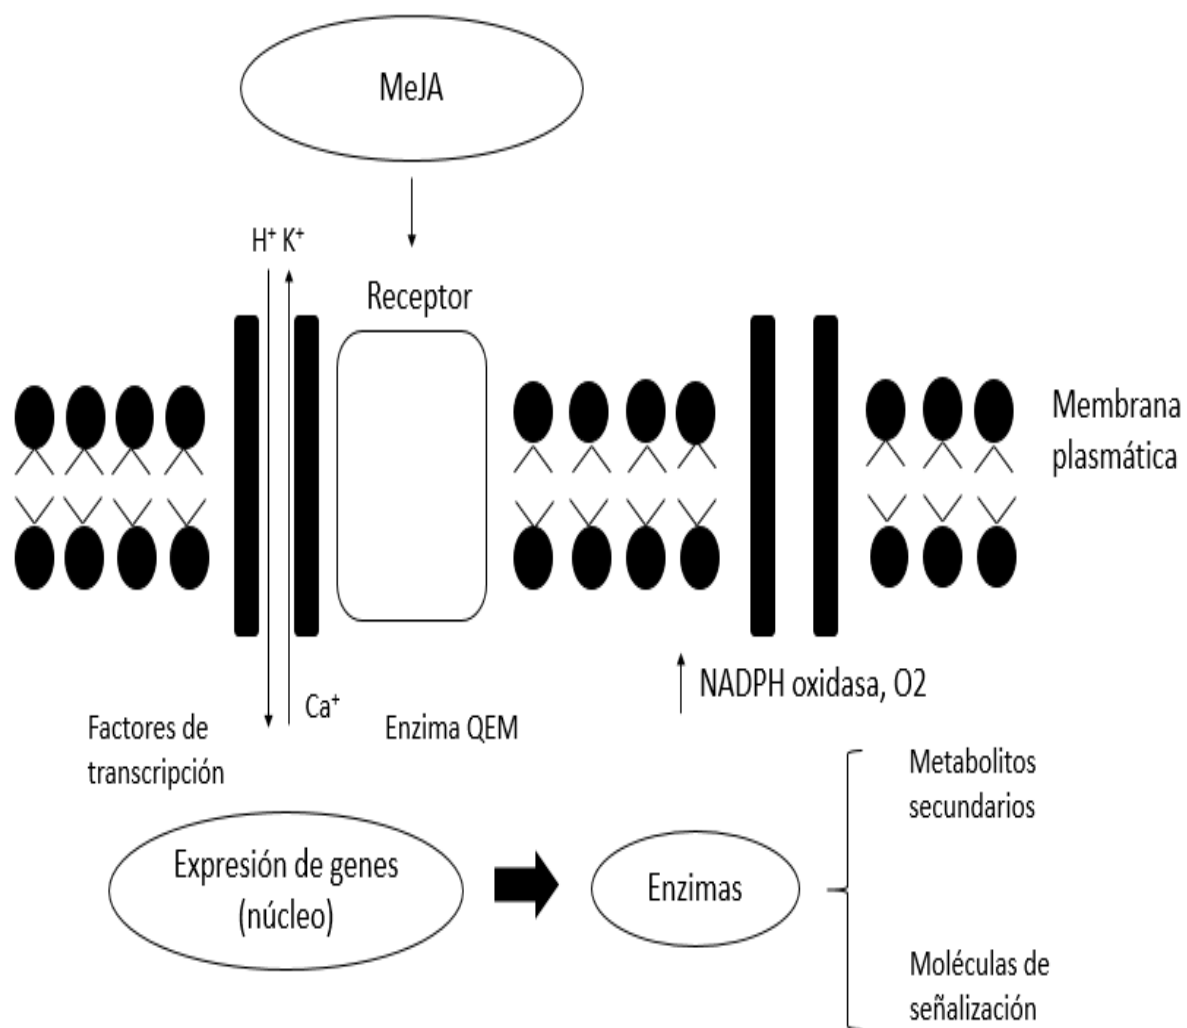 MeJA
H⁺ K⁺
Receptor
Membrana
plasmática
NADPH oxidasa, O2
Ca⁺
Factores de
transcripción
Enzima QEM
Metabolitos
secundarios
Expresión de genes
(núcleo)
Enzimas
Moléculas de
señalización